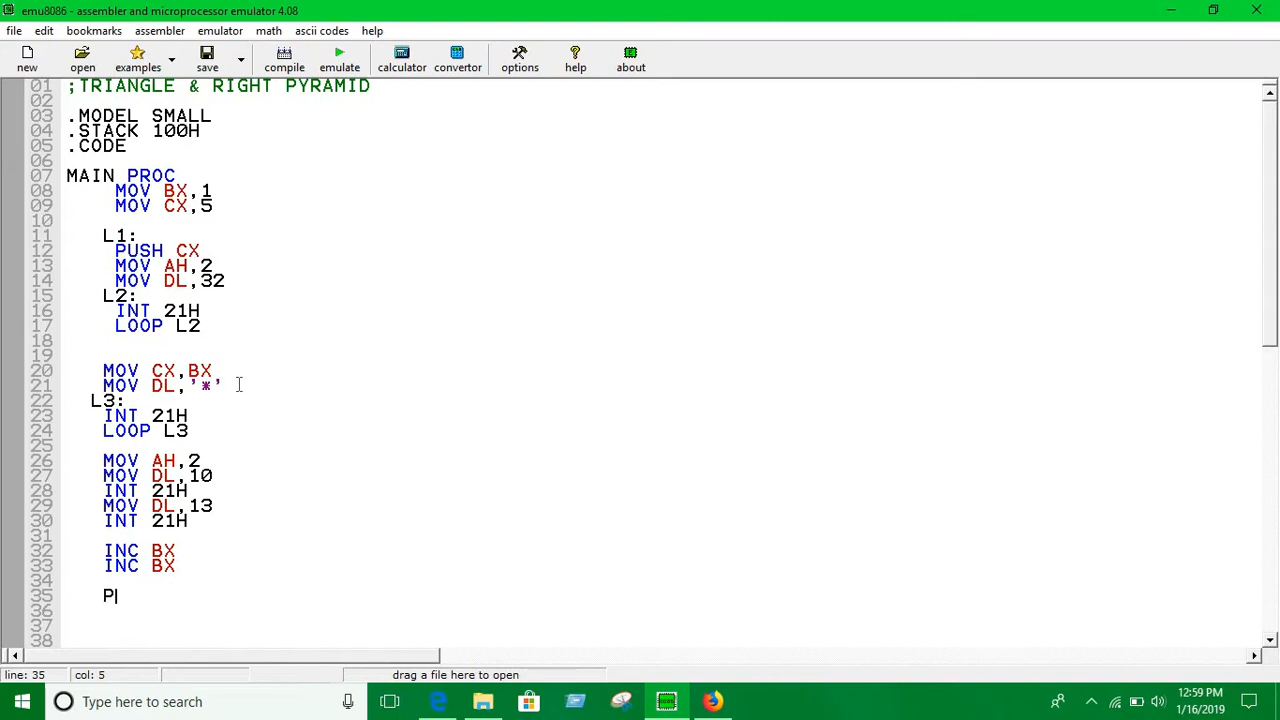 emu8086 - assembler and microprocessor emulator 4.08
file edit bookmarks assembler emulator math ascii codes help
new open examples save compile emulate calculator convertor options help about
01 ;TRIANGLE & RIGHT PYRAMID
02
03 .MODEL SMALL
04 .STACK 100H
05 .CODE
06
07 MAIN PROC
08 MOV BX,1
09 MOV CX,5
10
11 L1:
12 PUSH CX
13 MOV AH,2
14 MOV DL,32
15 L2:
16 INT 21H
17 LOOP L2
18
19
20 MOV CX,BX
21 MOV DL,'*'
22 L3:
23 INT 21H
24 LOOP L3
25
26 MOV AH,2
27 MOV DL,10
28 INT 21H
29 MOV DL,13
30 INT 21H
31
32 INC BX
33 INC BX
34
35 P
36
37
38
line: 35 col: 5 drag a file here to open
Type here to search
12:59 PM
1/16/2019